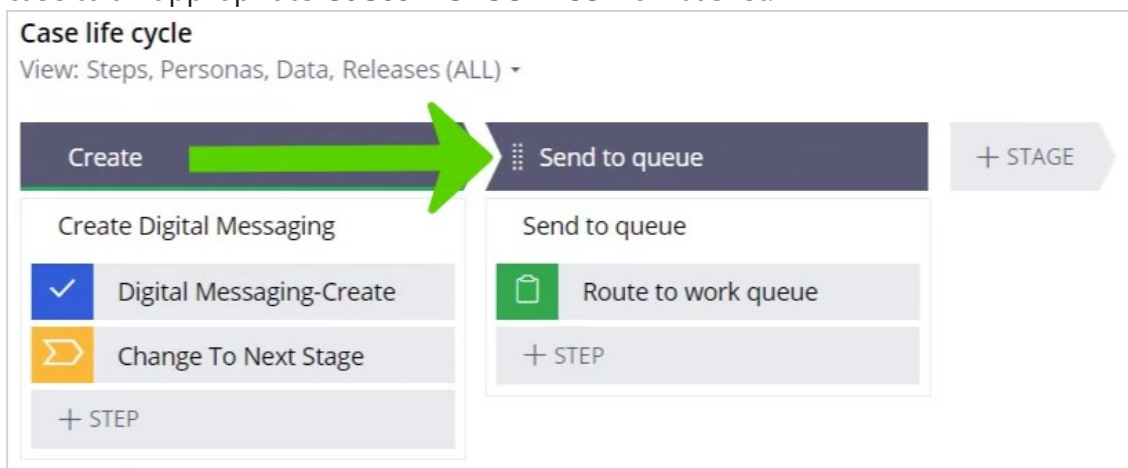 Case life cycle
View: Steps, Personas, Data, Releases (ALL)
Create
Send to queue
+ STAGE
Create Digital Messaging
Send to queue
Digital Messaging-Create
Route to work queue
Change To Next Stage
+ STEP
+ STEP